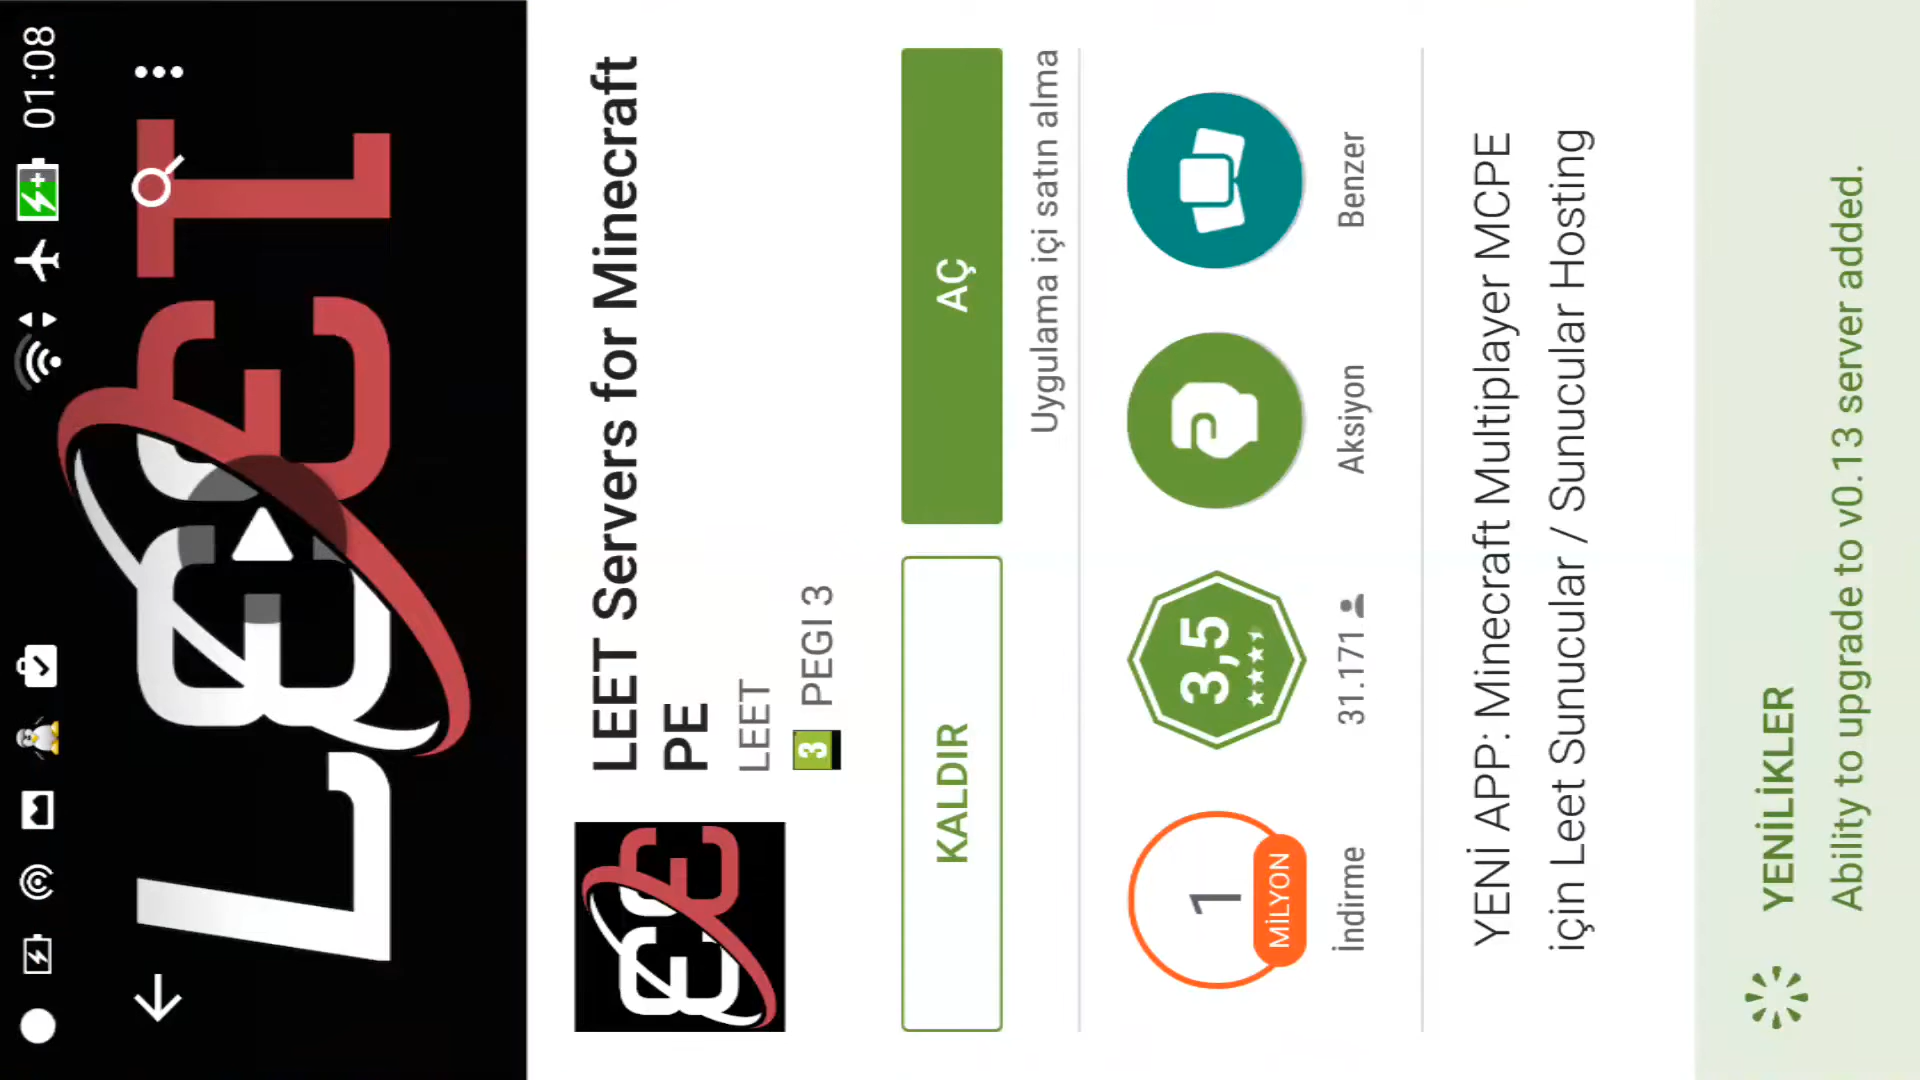 01:08
LEET
LEET Servers for Minecraft
PE
LEET
3 PEGI 3
KALDIR
AÇ
Uygulama içi satın alma
1
MİLYON
İndirme
3,5
31.171
Aksiyon
Benzer
YENİ APP: Minecraft Multiplayer MCPE
için Leet Sunucular / Sunucular Hosting
YENİLİKLER
Ability to upgrade to v0.13 server added.